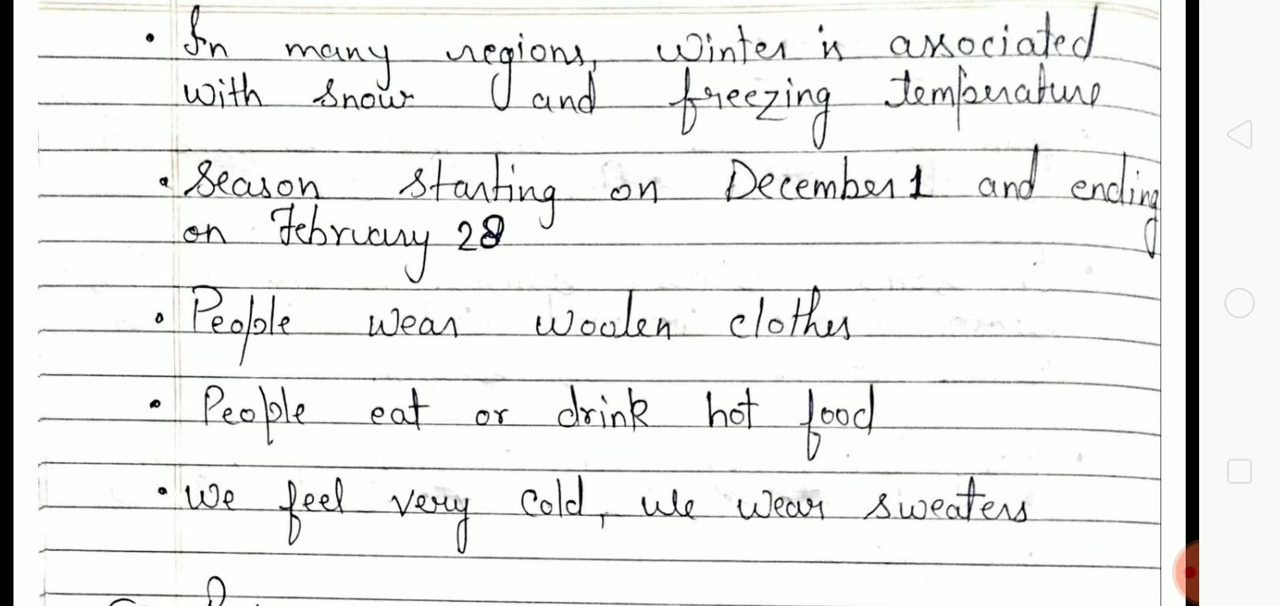 • In many regions, winter is associated
with snow and freezing temperature
• Season starting on December 1 and ending
on February 28
• People wear woolen clothes
• People eat or drink hot food
• We feel very cold, we wear sweaters